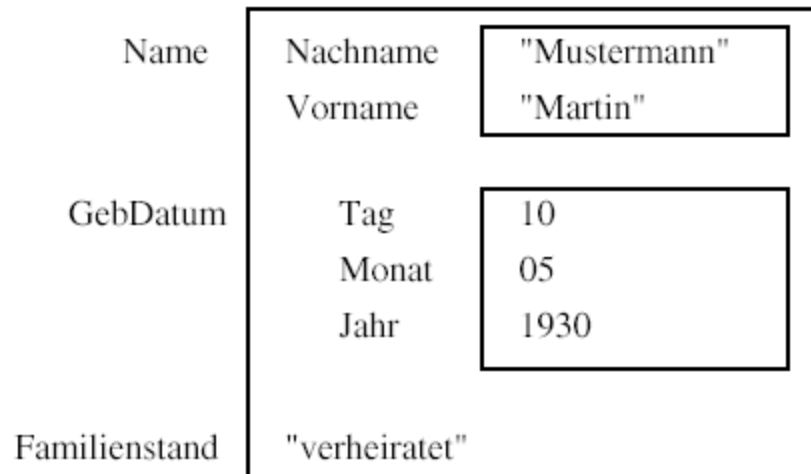 Name Nachname "Mustermann"
Vorname "Martin"
GebDatum Tag 10
Monat 05
Jahr 1930
Familienstand "verheiratet"